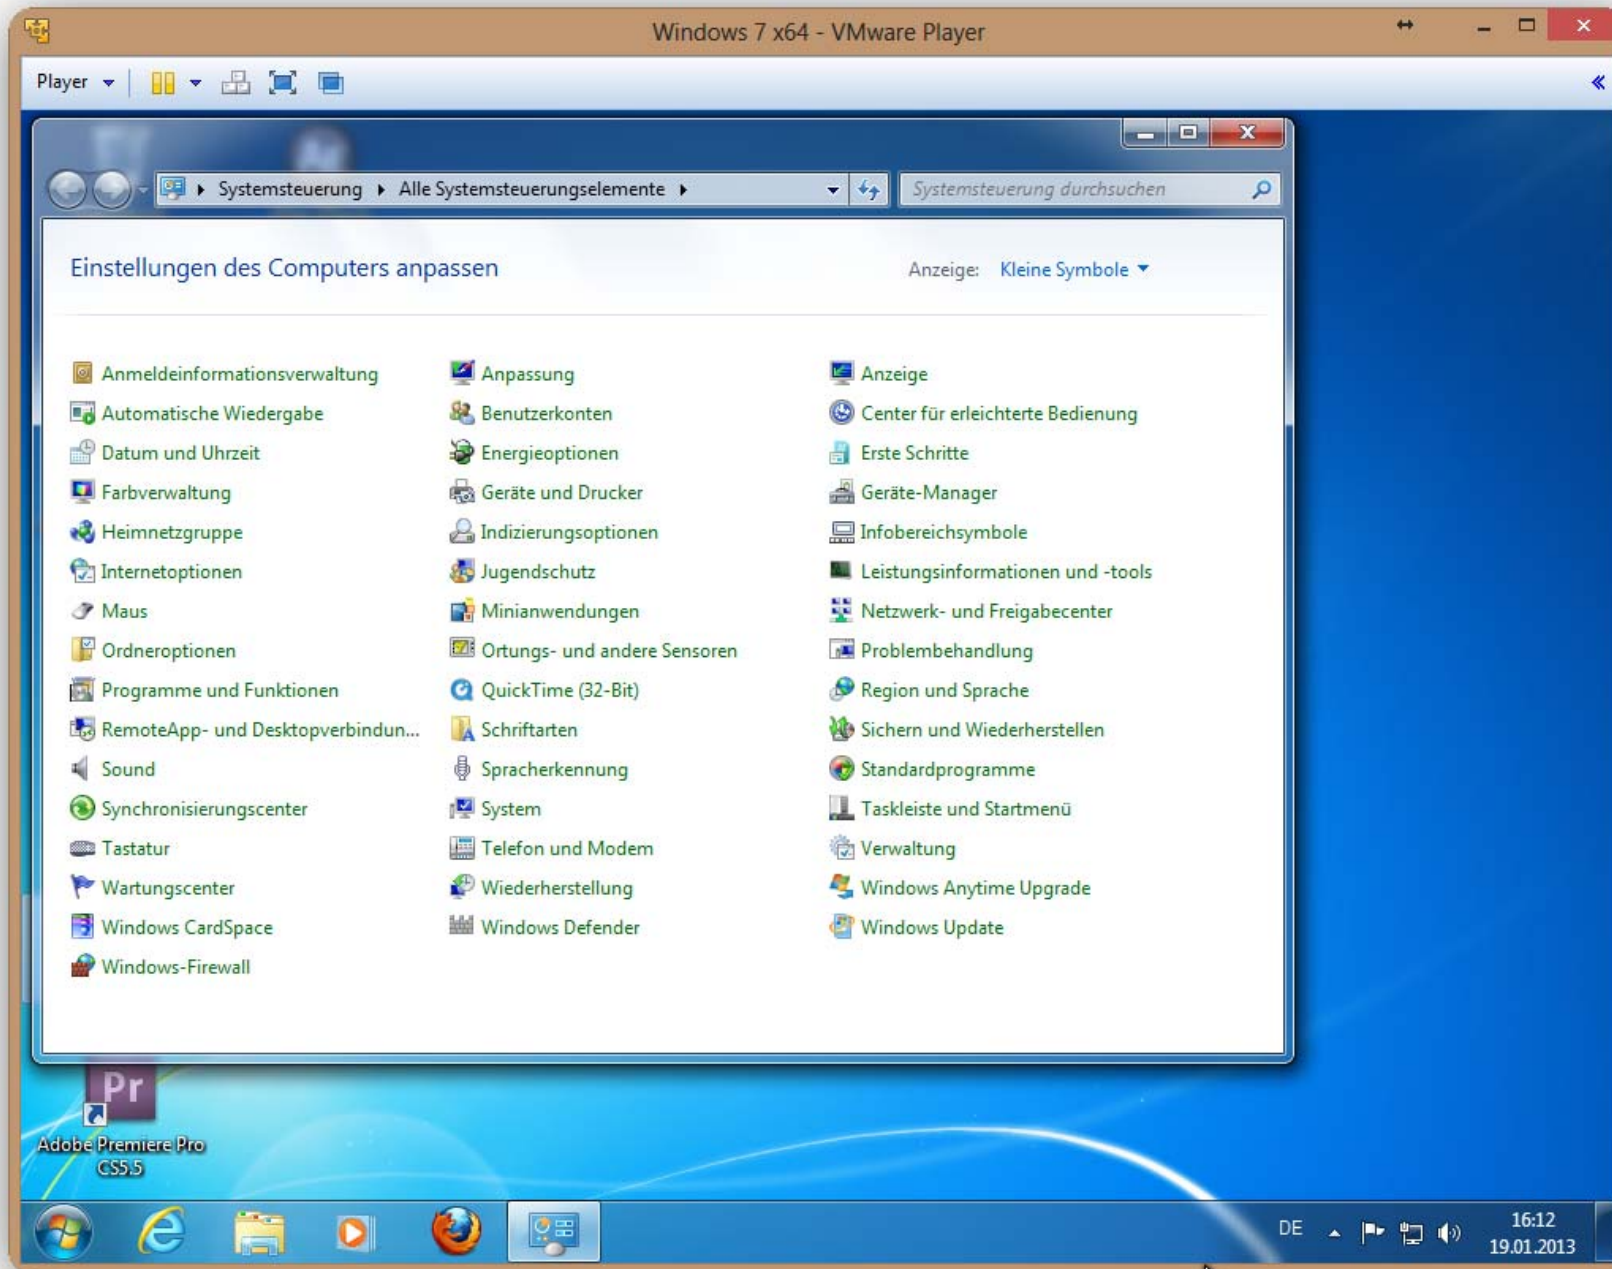 Windows 7 x64 - VMware Player
Player
Systemsteuerung
Alle Systemsteuerungselemente
Systemsteuerung durchsuchen
Einstellungen des Computers anpassen
Anzeige: Kleine Symbole
Anmeldeinformationsverwaltung
Anpassung
Anzeige
Automatische Wiedergabe
Benutzerkonten
Center für erleichterte Bedienung
Datum und Uhrzeit
Energieoptionen
Erste Schritte
Farbverwaltung
Geräte und Drucker
Geräte-Manager
Heimnetzgruppe
Indizierungsoptionen
Infobereichsymbole
Internetoptionen
Jugendschutz
Leistungsinformationen und -tools
Maus
Minianwendungen
Netzwerk- und Freigabecenter
Ordneroptionen
Ortungs- und andere Sensoren
Problembehandlung
Programme und Funktionen
QuickTime (32-Bit)
Region und Sprache
RemoteApp- und Desktopverbindun...
Schriftarten
Sichern und Wiederherstellen
Sound
Spracherkennung
Standardprogramme
Synchronisierungscenter
System
Taskleiste und Startmenü
Tastatur
Telefon und Modem
Verwaltung
Wartungscenter
Wiederherstellung
Windows Anytime Upgrade
Windows CardSpace
Windows Defender
Windows Update
Windows-Firewall
Pr
Adobe Premiere Pro
CS5.5
DE
16:12
19.01.2013